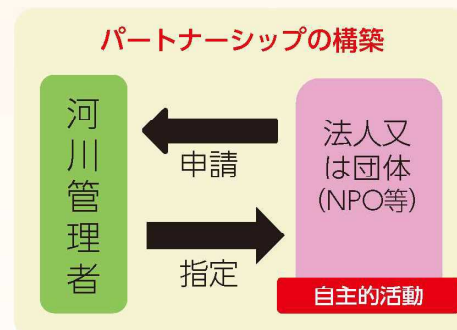 パートナーシップの構築
河川管理者
申請
指定
法人又
は団体
(NPO等)
自主的活動